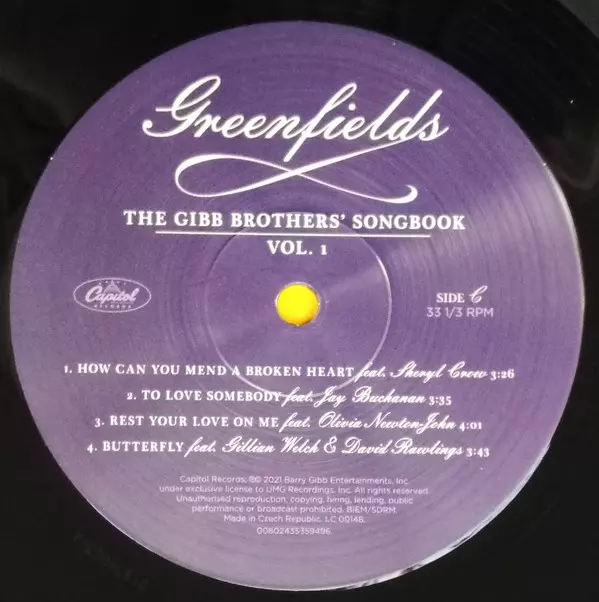 Greenfields
THE GIBB BROTHERS' SONGBOOK
VOL. 1
Capitol
RECORDS
SIDE C
33 1/3 RPM
1. HOW CAN YOU MEND A BROKEN HEART feat. Sheryl Crow 3:26
2. TO LOVE SOMEBODY feat. Jay Buchanan 3:35
3. REST YOUR LOVE ON ME feat. Olivia Newton-John 4:01
4. BUTTERFLY feat. Gillian Welch & David Rawlings 3:43
Capitol Records; ℗© 2021 Barry Gibb Entertainments, Inc.
under exclusive license to UMG Recordings, Inc. All rights reserved.
Unauthorised reproduction, copying, hiring, lending, public
performance or broadcast prohibited. BIEM/SDRM.
Made in Czech Republic. LC 00148.
00602435359496.